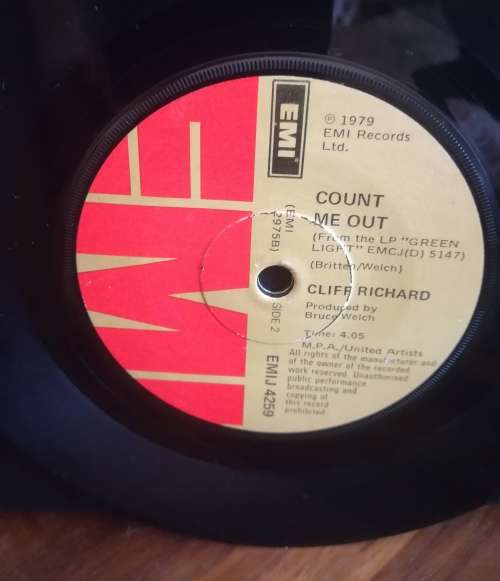 EMI
EMI
℗ 1979
EMI Records
Ltd.
COUNT
ME OUT
(From the LP "GREEN
LIGHT" EMCJ(D) 5147)
(Britten/Welch)
CLIFF RICHARD
Produced by
Bruce Welch
Time: 4.05
M.P.A./United Artists
All rights of the manufacturer and
of the owner of the recorded
work reserved. Unauthorised
public performance
broadcasting and
copying of
this record
prohibited
(EMI
2975B)
SIDE 2
EMIJ 4259